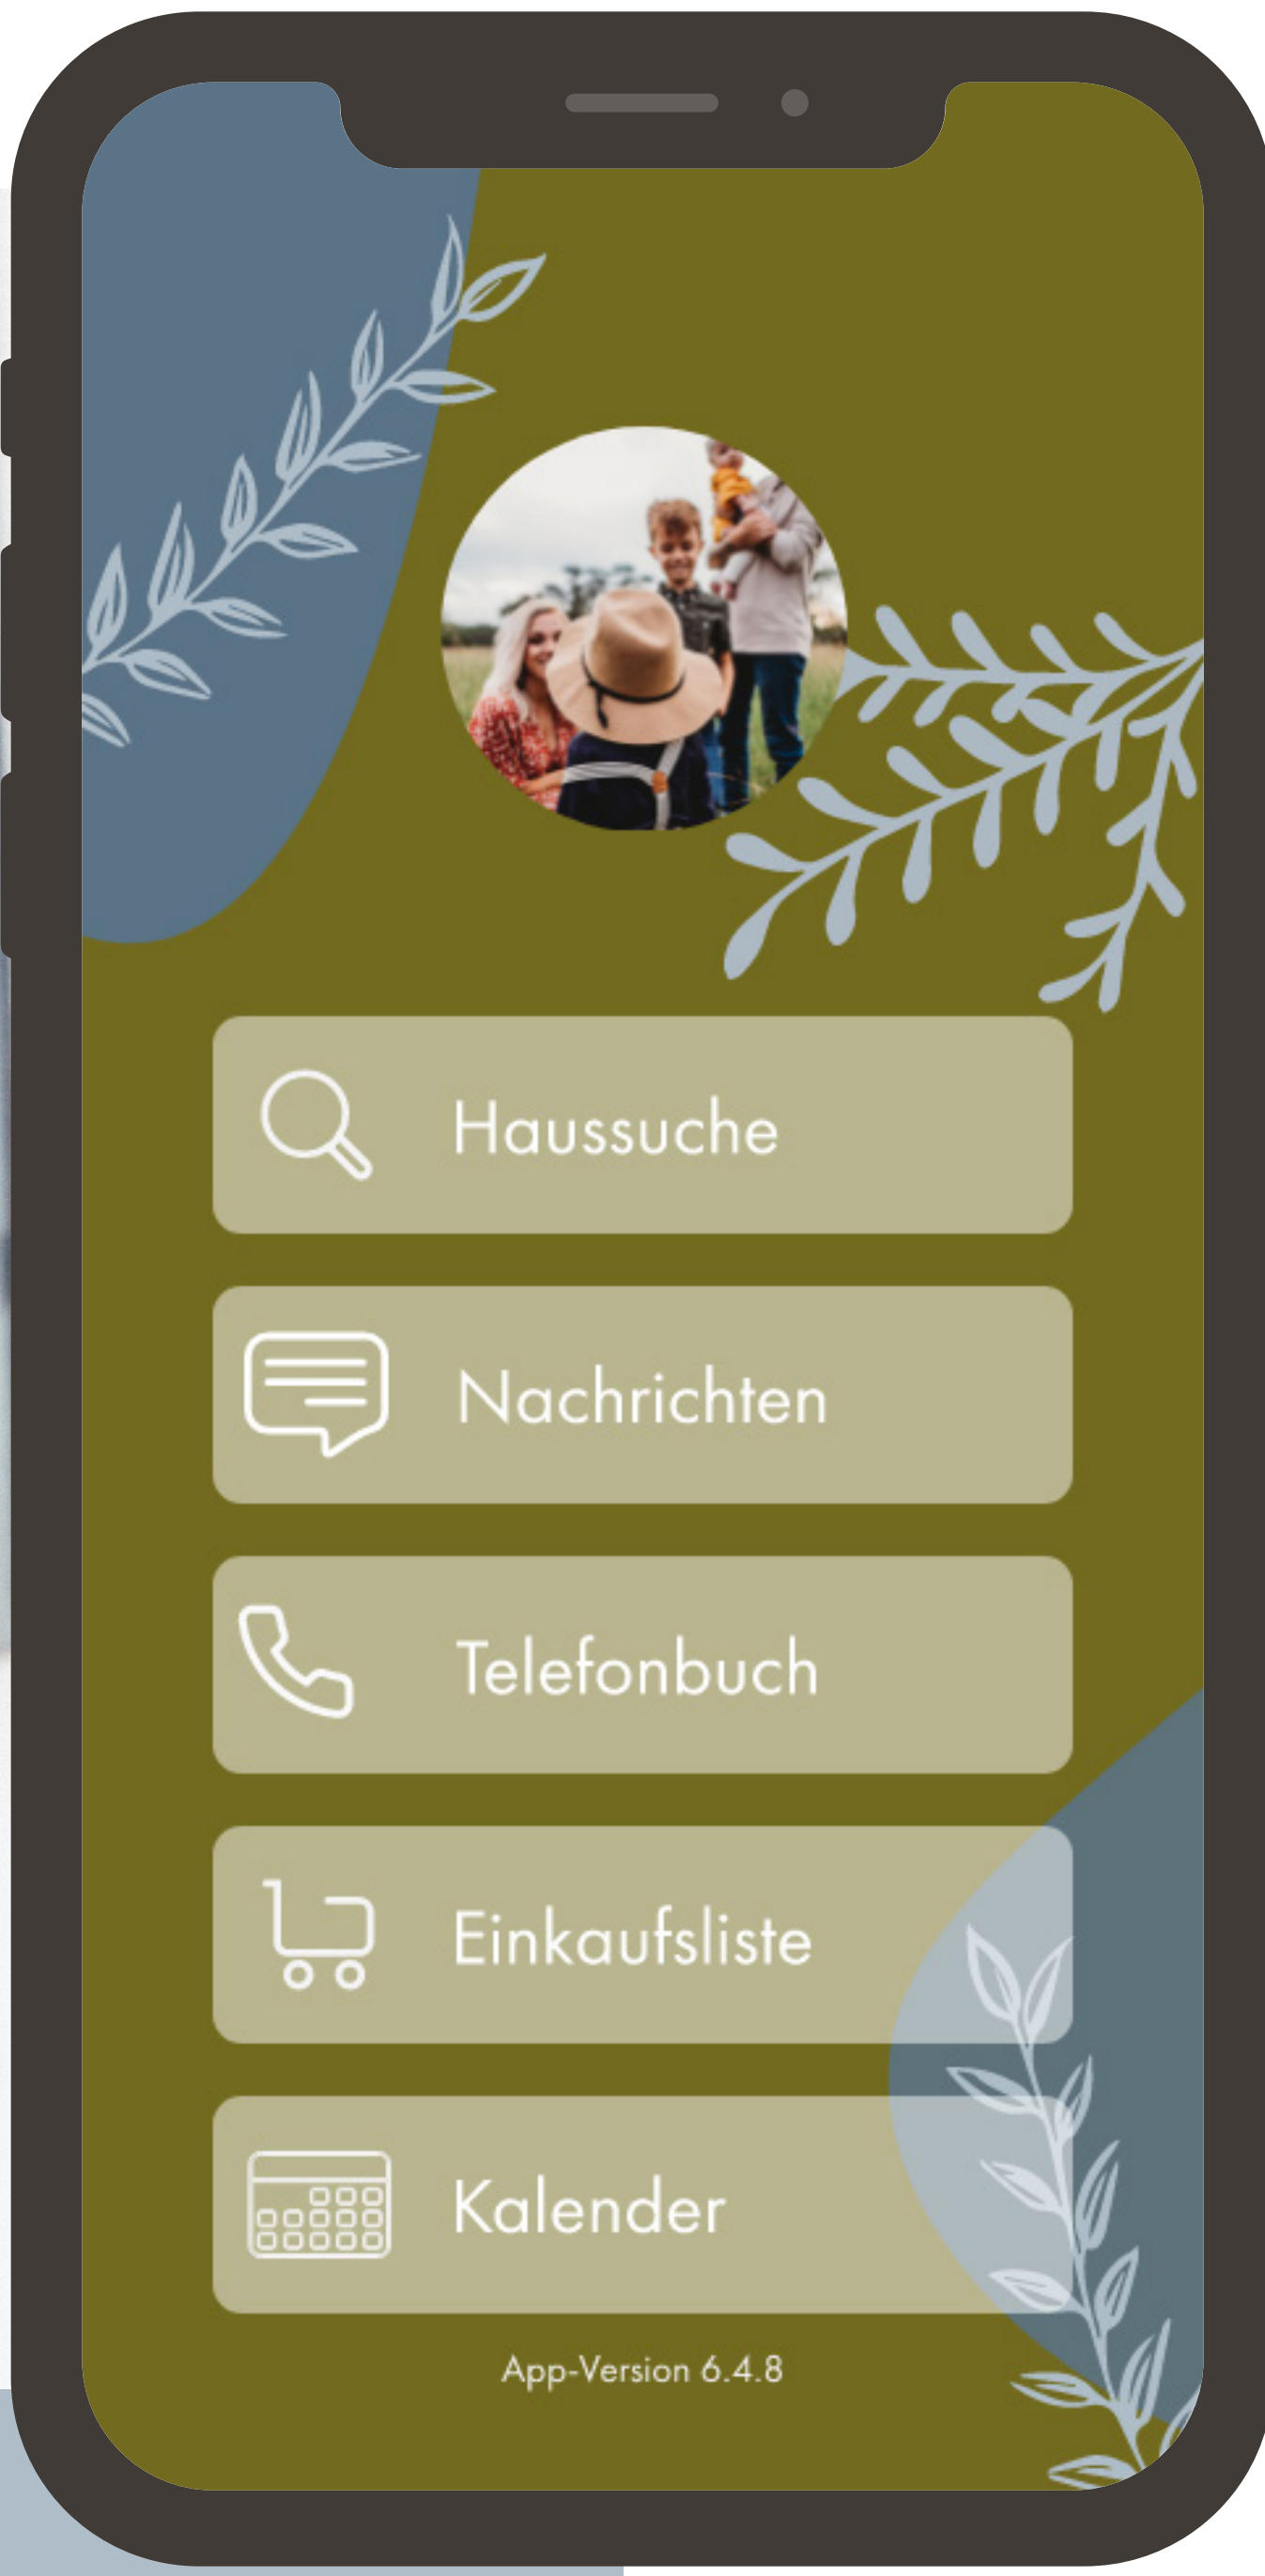 Haussuche
Nachrichten
Telefonbuch
Einkaufsliste
Kalender
App-Version 6.4.8